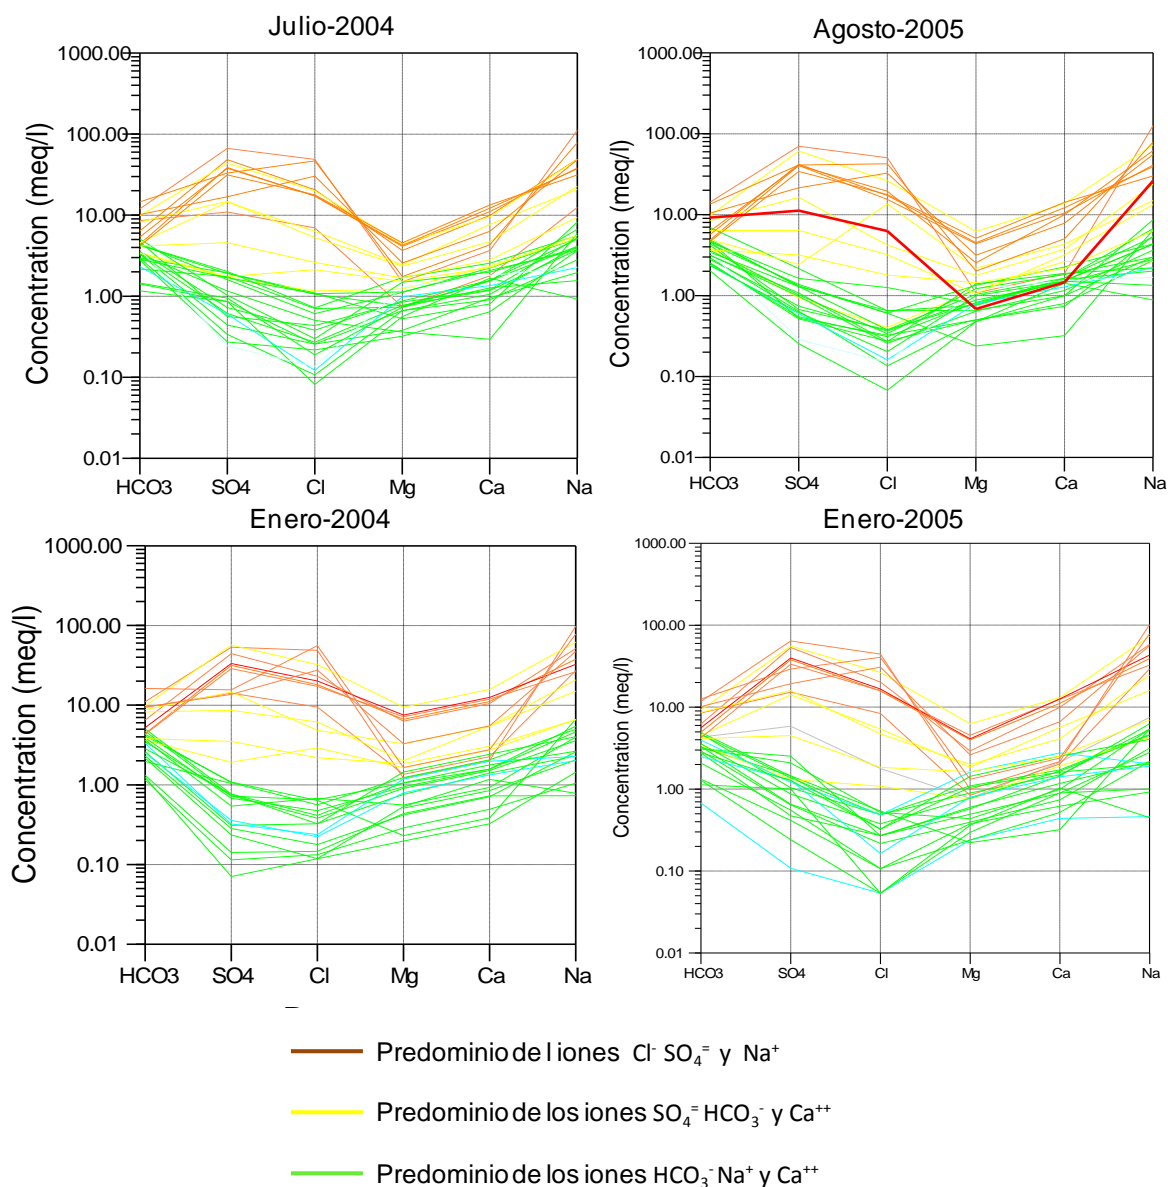 Julio-2004
Agosto-2005
Concentration (meq/l)
1000.00
100.00
10.00
1.00
0.10
0.01
HCO3 SO4 Cl Mg Ca Na
Concentration (meq/l)
1000.00
100.00
10.00
1.00
0.10
0.01
HCO3 SO4 Cl Mg Ca Na
Enero-2004
Enero-2005
Concentration (meq/l)
1000.00
100.00
10.00
1.00
0.10
0.01
HCO3 SO4 Cl Mg Ca Na
Concentration (meq/l)
1000.00
100.00
10.00
1.00
0.10
0.01
HCO3 SO4 Cl Mg Ca Na
Predominio de l iones Cl⁻ SO₄⁼ y Na⁺
Predominio de los iones SO₄⁼ HCO₃⁻ y Ca⁺⁺
Predominio de los iones HCO₃⁻ Na⁺ y Ca⁺⁺